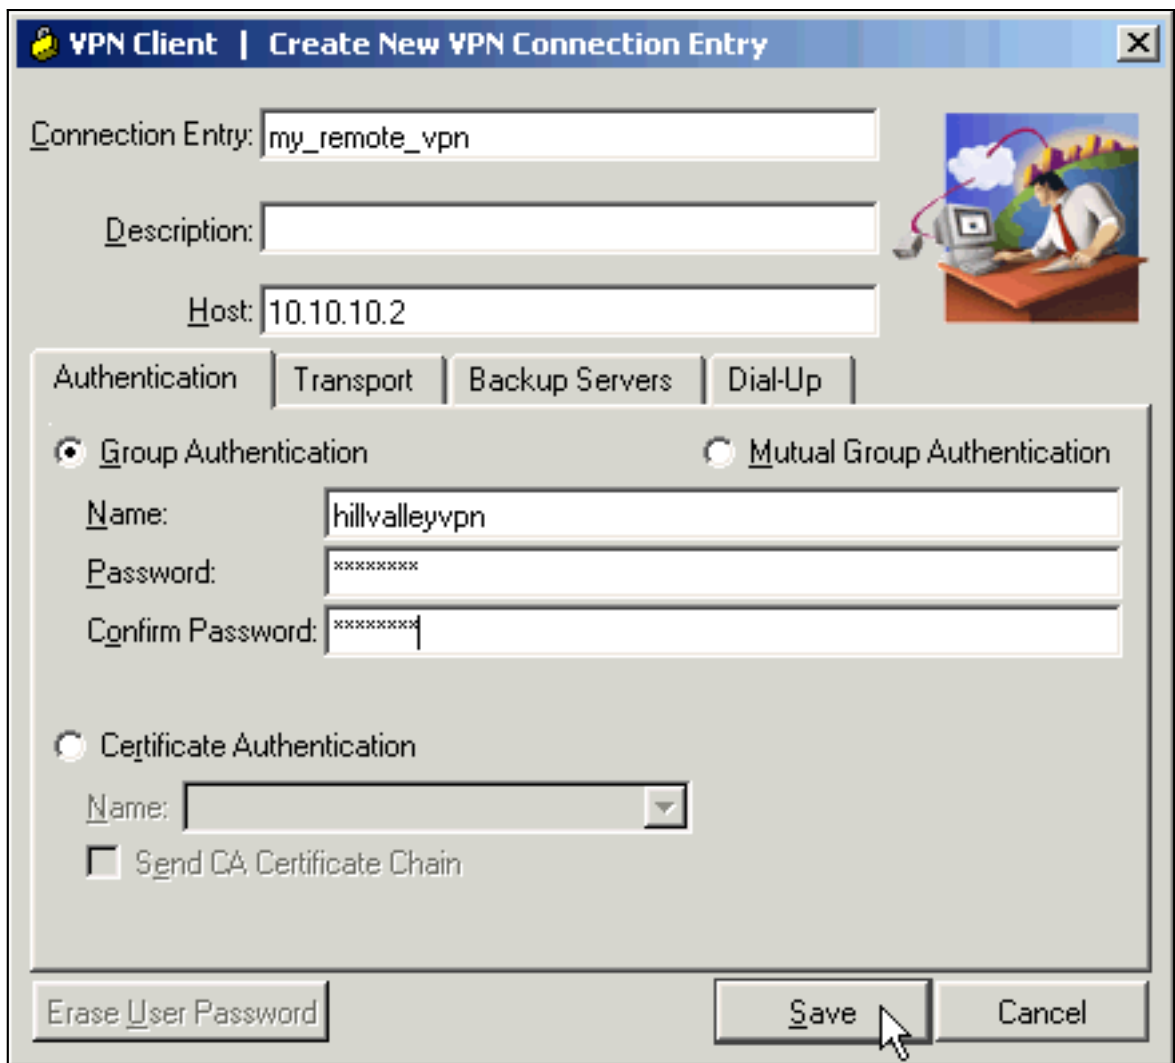 VPN Client | Create New VPN Connection Entry
Connection Entry: my_remote_vpn
Description:
Host: 10.10.10.2
Authentication Transport Backup Servers Dial-Up
Group Authentication Mutual Group Authentication
Name: hillvalleyvpn
Password: ********
Confirm Password: ********
Certificate Authentication
Name:
Send CA Certificate Chain
Erase User Password Save Cancel